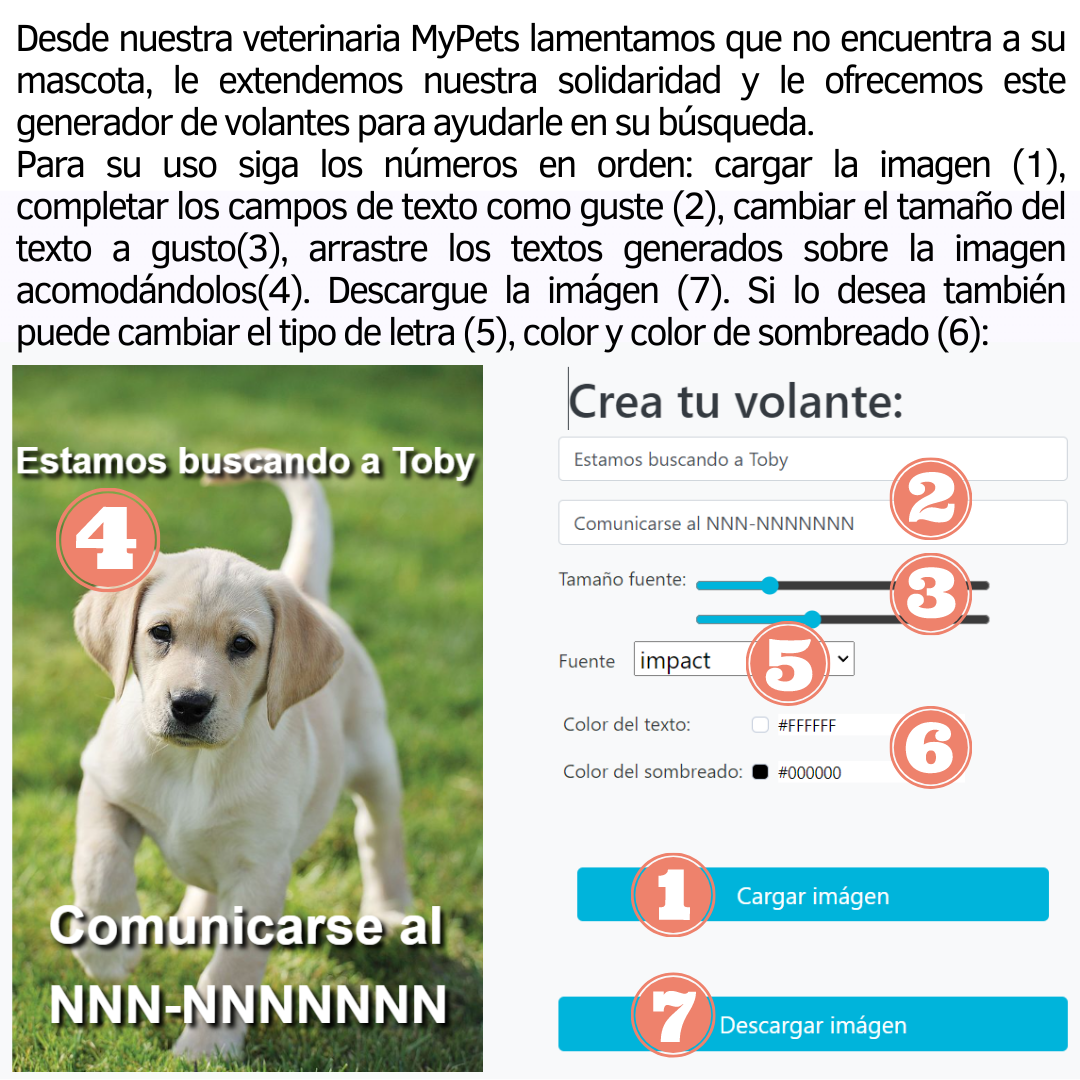 Desde nuestra veterinaria MyPets lamentamos que no encuentra a su
mascota, le extendemos nuestra solidaridad y le ofrecemos este
generador de volantes para ayudarle en su búsqueda.
Para su uso siga los números en orden: cargar la imagen (1),
completar los campos de texto como guste (2), cambiar el tamaño del
texto a gusto(3), arrastre los textos generados sobre la imagen
acomodándolos(4). Descargue la imágen (7). Si lo desea también
puede cambiar el tipo de letra (5), color y color de sombreado (6):
Estamos buscando a Toby
4
Comunicarse al
NNN-NNNNNNN
Crea tu volante:
Estamos buscando a Toby
2
Comunicarse al NNN-NNNNNNN
Tamaño fuente:
3
Fuente impact
5
Color del texto: #FFFFFF
6
Color del sombreado: #000000
1 Cargar imágen
7 Descargar imágen